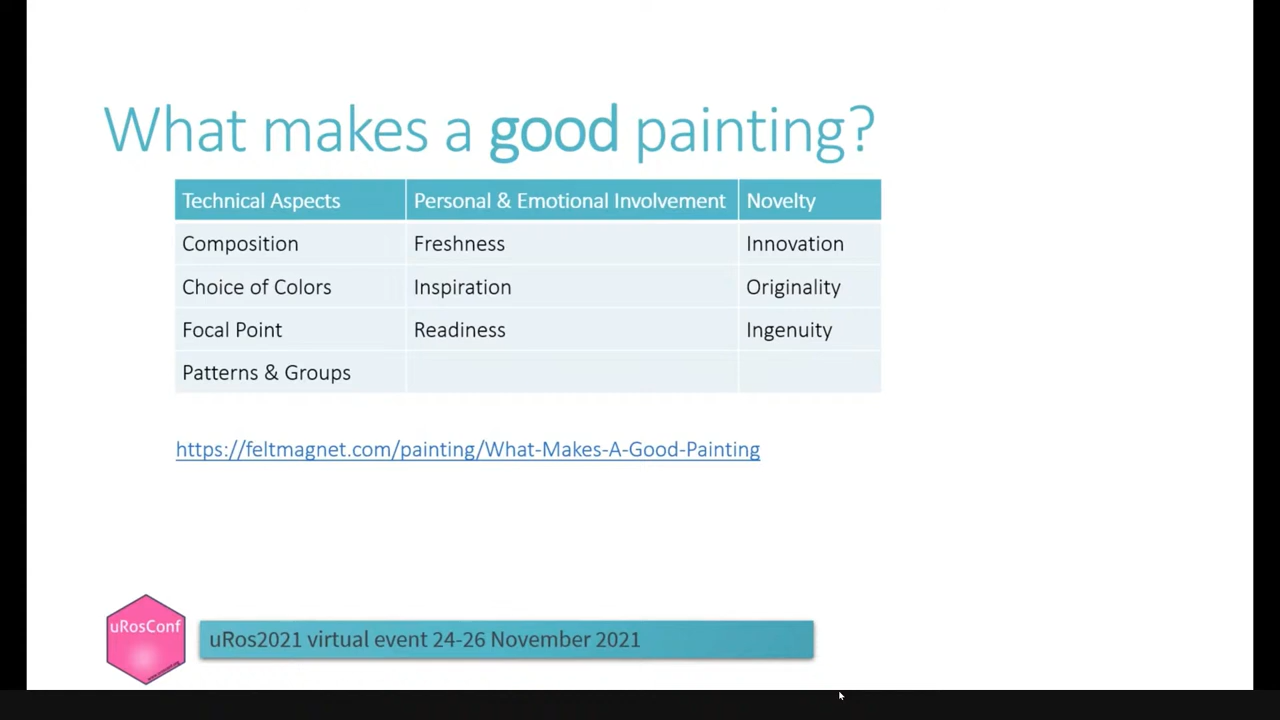 What makes a good painting?
Technical Aspects Personal & Emotional Involvement Novelty
Composition Freshness Innovation
Choice of Colors Inspiration Originality
Focal Point Readiness Ingenuity
Patterns & Groups
https://feltmagnet.com/painting/What-Makes-A-Good-Painting
uRosConf
uRos2021 virtual event 24-26 November 2021